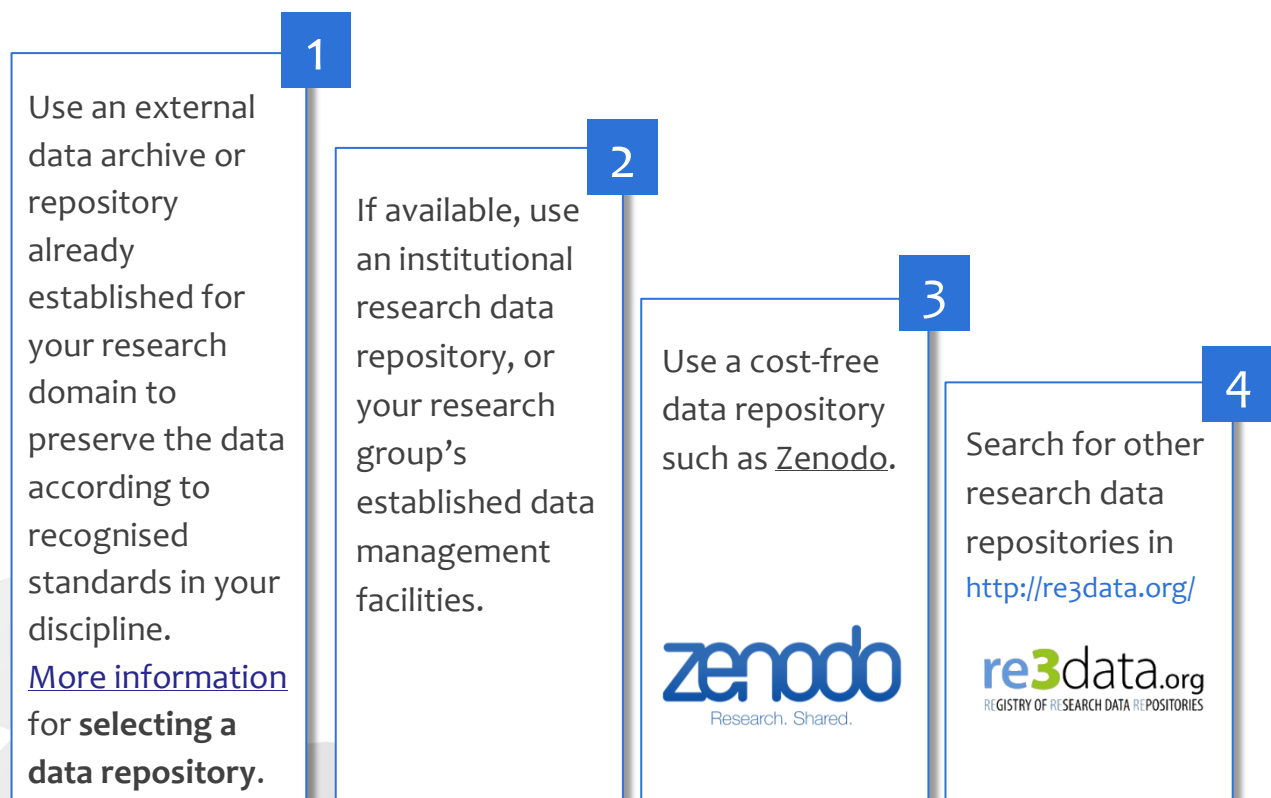 1
Use an external
data archive or
repository
already
established for
your research
domain to
preserve the data
according to
recognised
standards in your
discipline.
More information
for selecting a
data repository.
2
If available, use
an institutional
research data
repository, or
your research
group’s
established data
management
facilities.
3
Use a cost-free
data repository
such as Zenodo.
zenodo
Research. Shared.
4
Search for other
research data
repositories in
http://re3data.org/
re3data.org
REGISTRY OF RESEARCH DATA REPOSITORIES